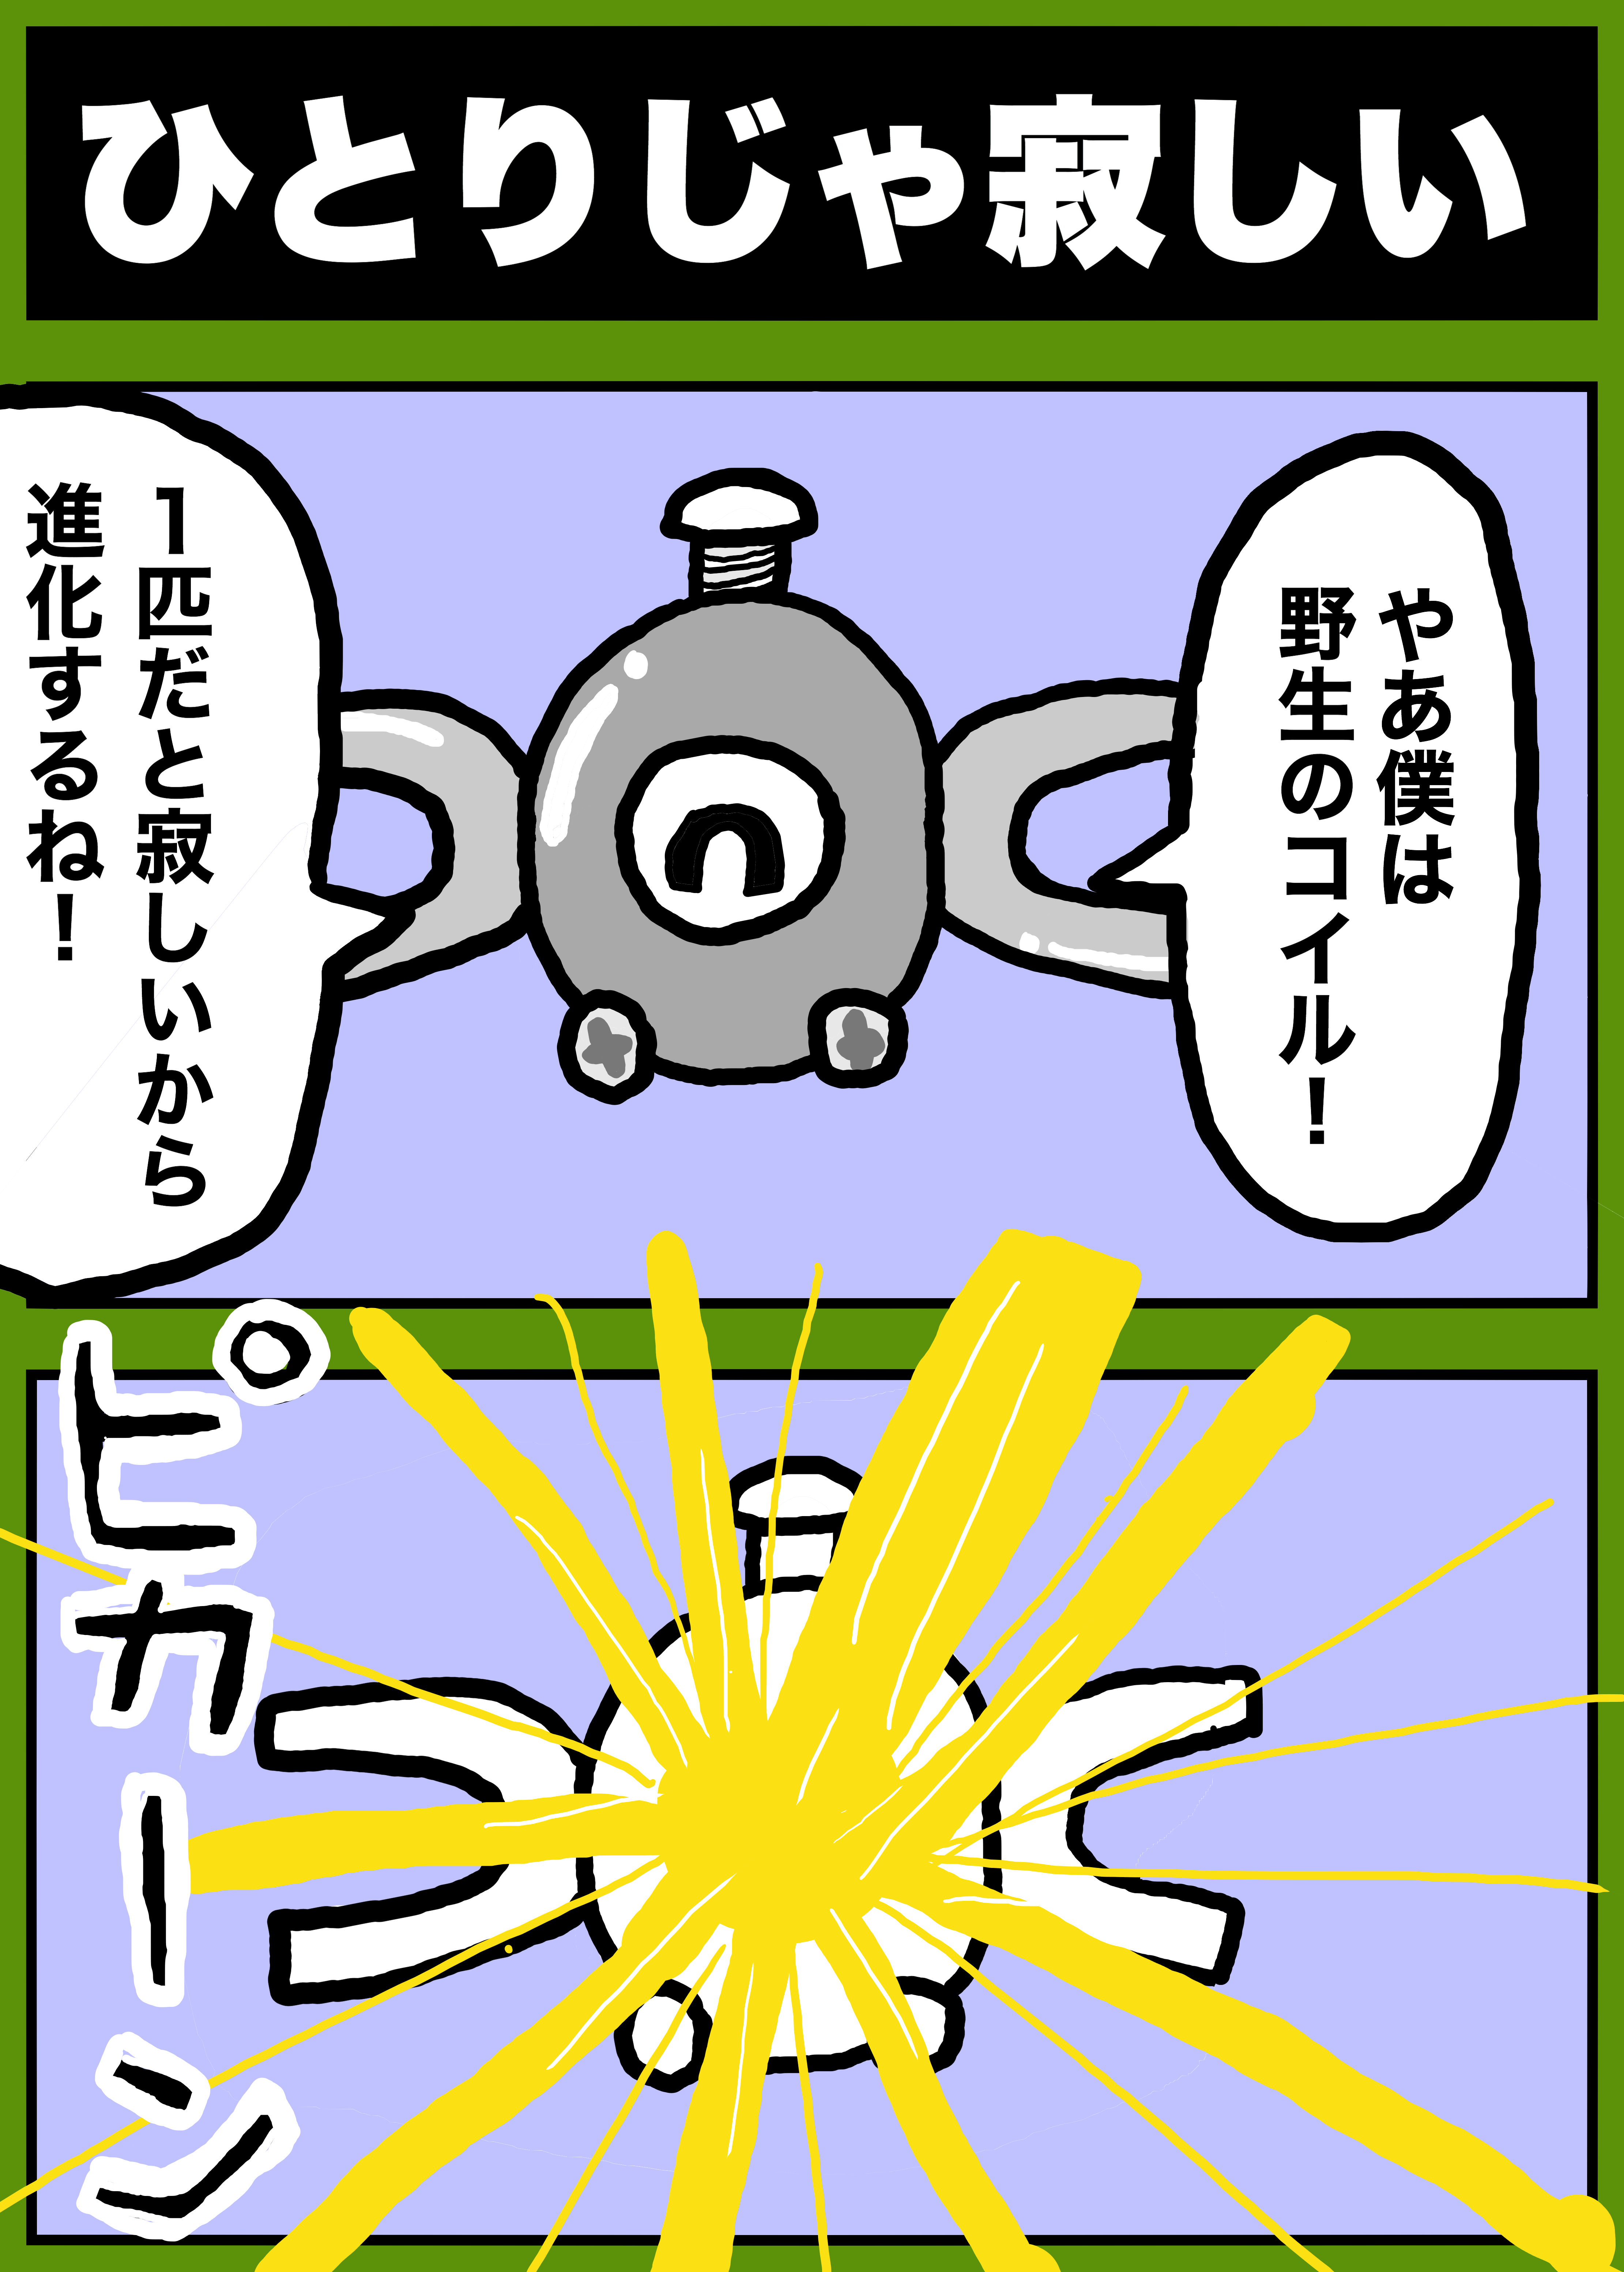 ひとりじゃ寂しい
やあ僕は
野生のコイル！
1匹だと寂しいから
進化するね！
ピカーン